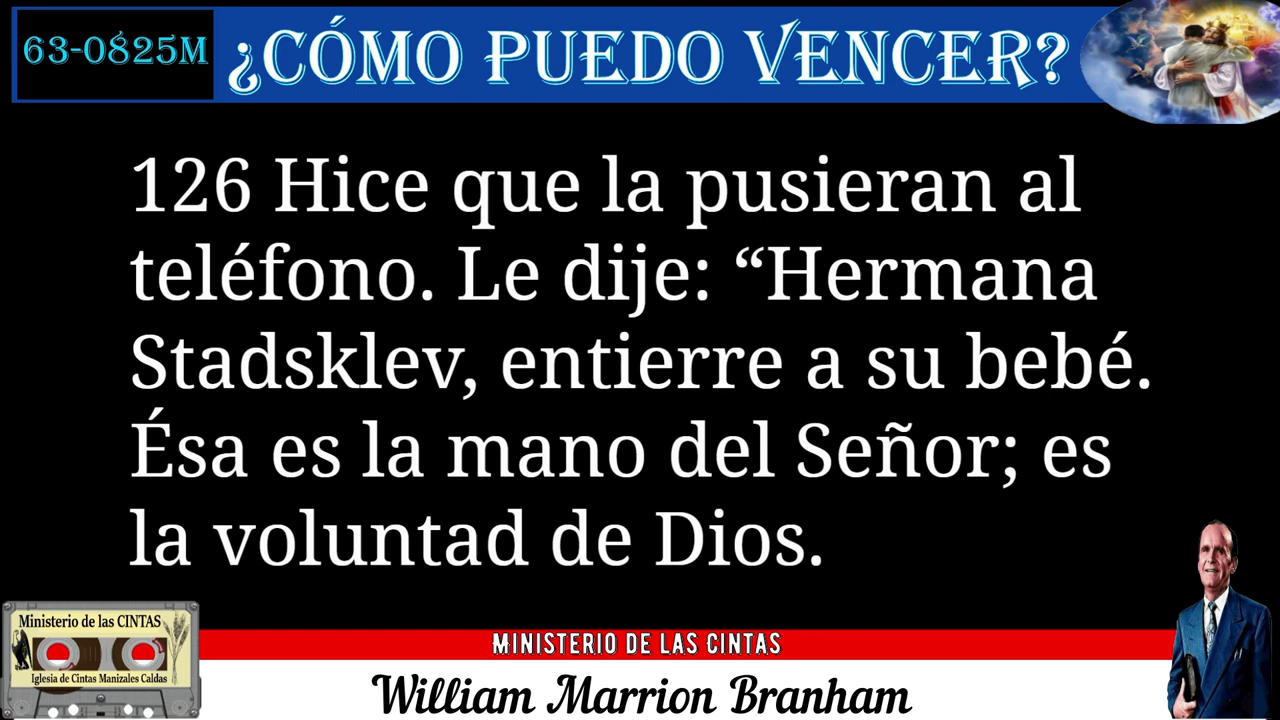 63-0825M
¿CÓMO PUEDO VENCER?
126 Hice que la pusieran al
teléfono. Le dije: “Hermana
Stadsklev, entierre a su bebé.
Ésa es la mano del Señor; es
la voluntad de Dios.
Ministerio de las CINTAS
Iglesia de Cintas Manizales Caldas
MINISTERIO DE LAS CINTAS
William Marrion Branham